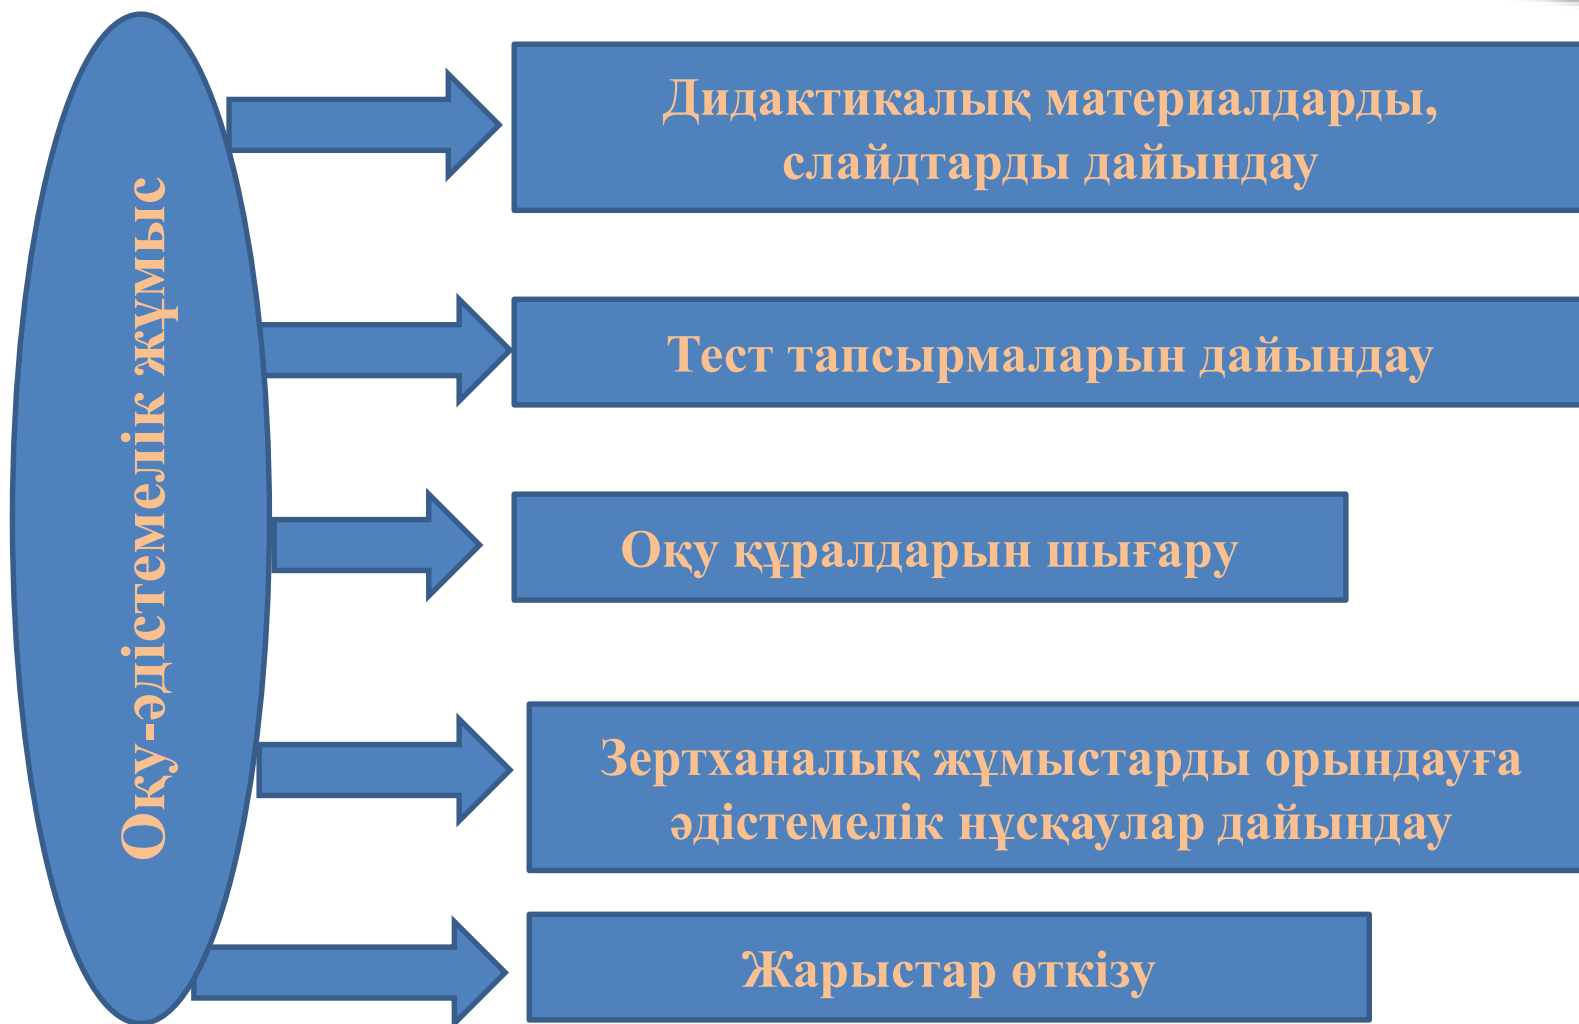 Оқу-әдістемелік жұмыс
Дидактикалық материалдарды,
слайдтарды дайындау
Тест тапсырмаларын дайындау
Оқу құралдарын шығару
Зертханалық жұмыстарды орындауға
әдістемелік нұсқаулар дайындау
Жарыстар өткізу